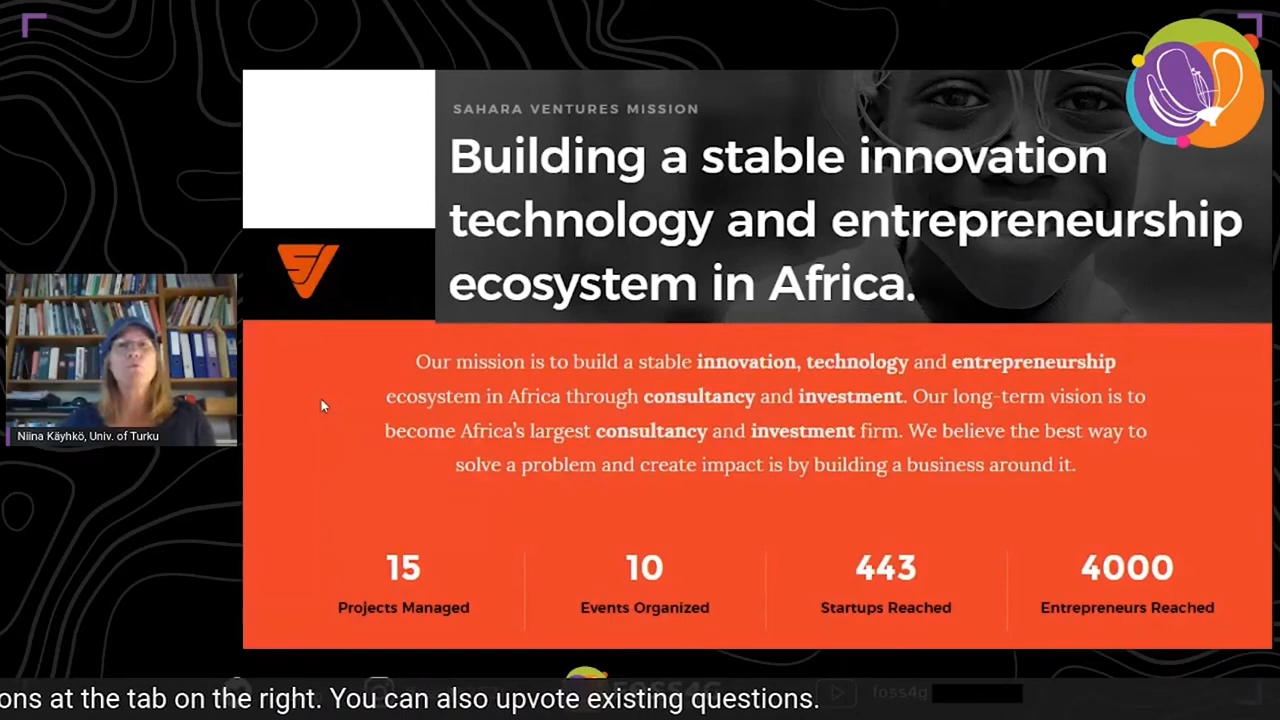 SAHARA VENTURES MISSION
Building a stable innovation
technology and entrepreneurship
ecosystem in Africa.
Niina Käyhkö, Univ. of Turku
Our mission is to build a stable innovation, technology and entrepreneurship
ecosystem in Africa through consultancy and investment. Our long-term vision is to
become Africa's largest consultancy and investment firm. We believe the best way to
solve a problem and create impact is by building a business around it.
15
Projects Managed
10
Events Organized
443
Startups Reached
4000
Entrepreneurs Reached
FOSS4G
foss4g
ons at the tab on the right. You can also upvote existing questions.